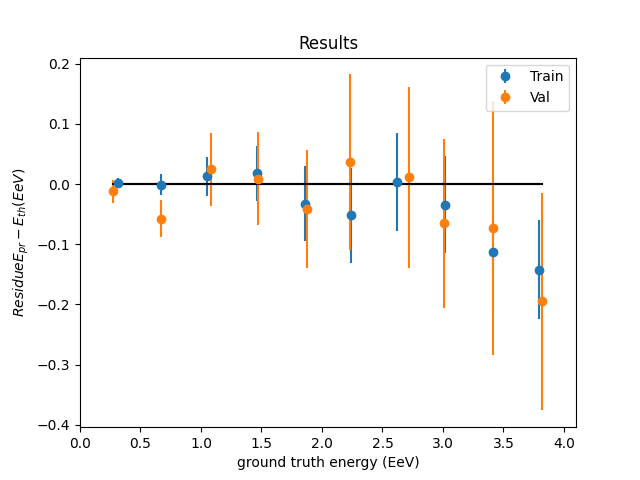 Results
0.2
0.1
0.0
−0.1
−0.2
−0.3
−0.4
ResidueE_{pr} − E_{th}(EeV)
Train
Val
0.0 0.5 1.0 1.5 2.0 2.5 3.0 3.5 4.0
ground truth energy (EeV)